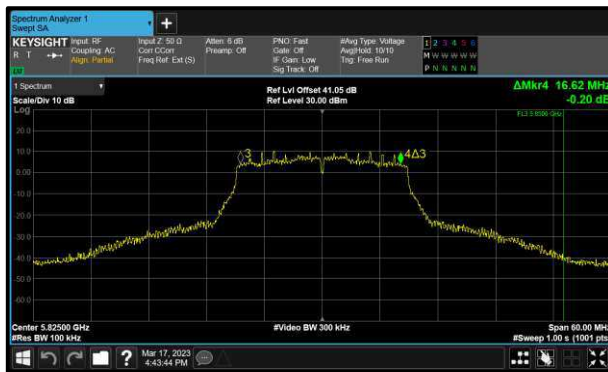 Spectrum Analyzer 1
Swept SA
+
KEYSIGHT
R T
Input: RF
Coupling: AC
Align: Partial
Input Z: 50 Ω
Corr CCorr
Freq Ref: Ext (S)
Atten: 6 dB
Preamp: Off
PNO: Fast
Gate: Off
IF Gain: Low
Sig Track: Off
#Avg Type: Voltage
Avg|Hold: 10/10
Trig: Free Run
1 2 3 4 5 6
M W W W W W
P N N N N N
1 Spectrum
Scale/Div 10 dB
Ref Lvl Offset 41.05 dB
Ref Level 30.00 dBm
ΔMkr4 16.62 MHz
-0.20 dB
Log
20.0
10.0
0.00
-10.0
-20.0
-30.0
-40.0
-50.0
-60.0
3
4Δ3
Center 5.82500 GHz
#Res BW 100 kHz
#Video BW 300 kHz
Span 60.00 MHz
#Sweep 1.00 s (1001 pts)
?
Mar 17, 2023
4:43:44 PM